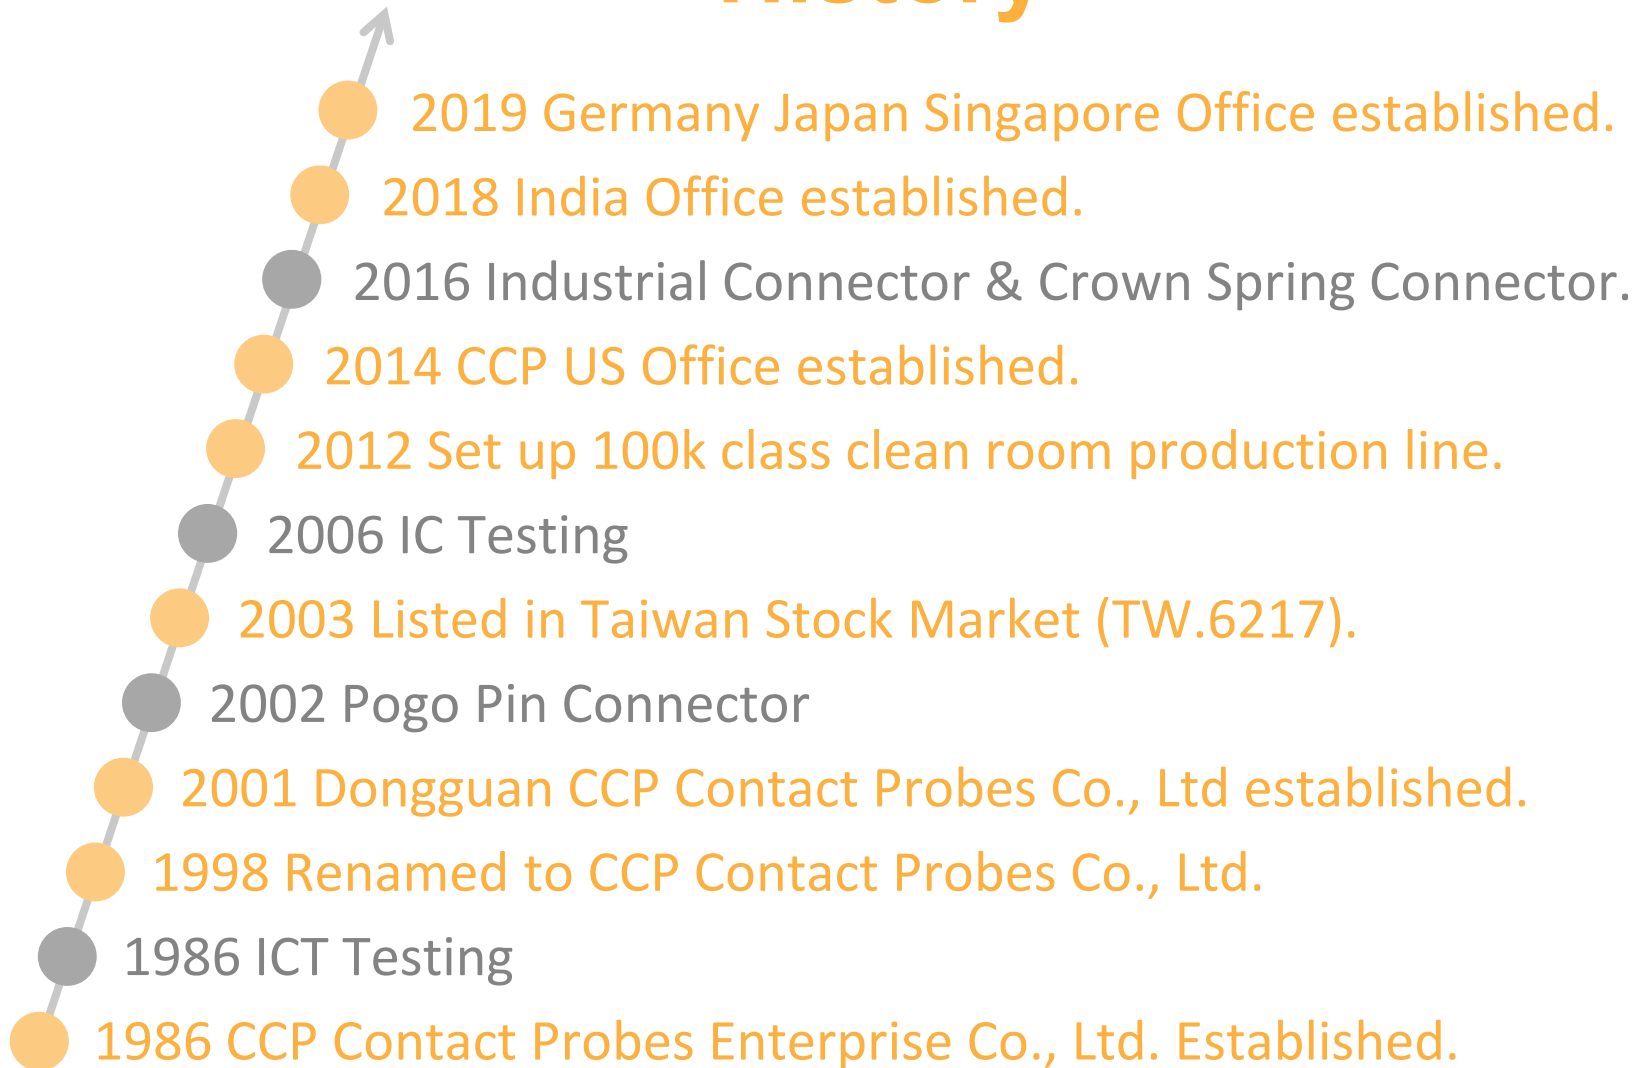 History
2019 Germany Japan Singapore Office established.
2018 India Office established.
2016 Industrial Connector & Crown Spring Connector.
2014 CCP US Office established.
2012 Set up 100k class clean room production line.
2006 IC Testing
2003 Listed in Taiwan Stock Market (TW.6217).
2002 Pogo Pin Connector
2001 Dongguan CCP Contact Probes Co., Ltd established.
1998 Renamed to CCP Contact Probes Co., Ltd.
1986 ICT Testing
1986 CCP Contact Probes Enterprise Co., Ltd. Established.